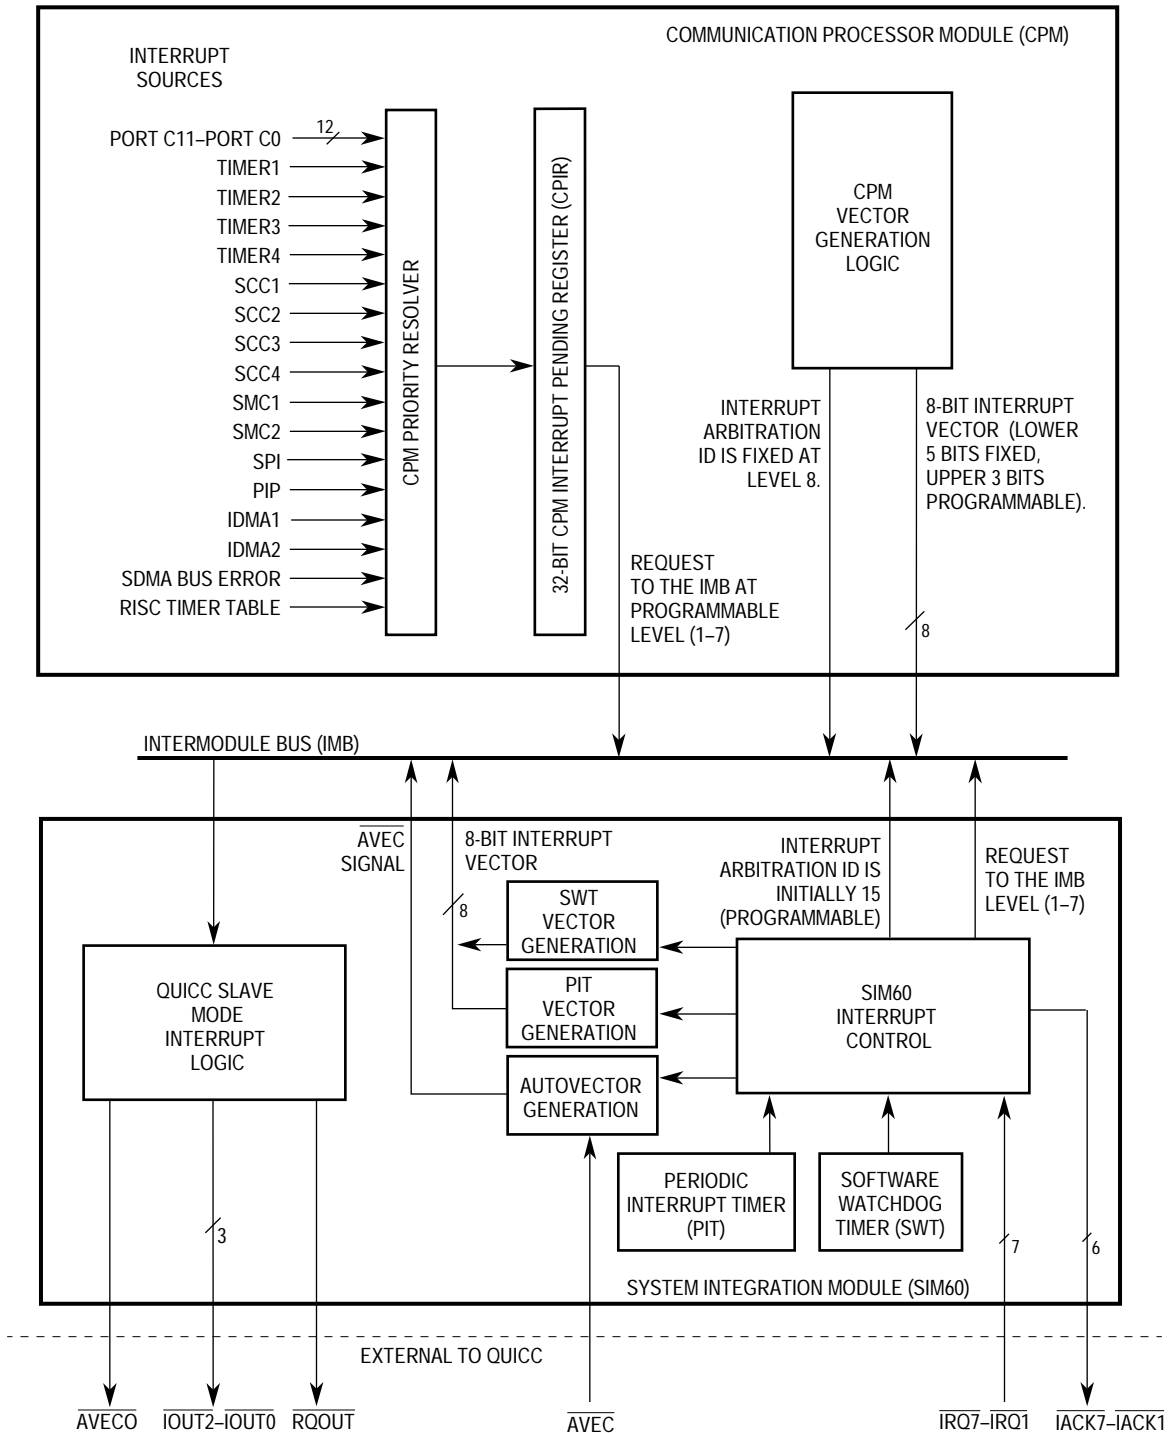 COMMUNICATION PROCESSOR MODULE (CPM)
INTERRUPT
SOURCES
PORT C11–PORT C0
12
TIMER1
TIMER2
TIMER3
TIMER4
SCC1
SCC2
SCC3
SCC4
SMC1
SMC2
SPI
PIP
IDMA1
IDMA2
SDMA BUS ERROR
RISC TIMER TABLE
CPM PRIORITY RESOLVER
32-BIT CPM INTERRUPT PENDING REGISTER (CPIR)
CPM
VECTOR
GENERATION
LOGIC
REQUEST
TO THE IMB AT
PROGRAMMABLE
LEVEL (1–7)
INTERRUPT
ARBITRATION
ID IS FIXED AT
LEVEL 8.
8-BIT INTERRUPT
VECTOR (LOWER
5 BITS FIXED,
UPPER 3 BITS
PROGRAMMABLE).
8
INTERMODULE BUS (IMB)
AVEC
SIGNAL
8-BIT INTERRUPT
VECTOR
8
INTERRUPT
ARBITRATION ID IS
INITIALLY 15
(PROGRAMMABLE)
REQUEST
TO THE IMB
LEVEL (1–7)
QUICC SLAVE
MODE
INTERRUPT
LOGIC
SWT
VECTOR
GENERATION
PIT
VECTOR
GENERATION
AUTOVECTOR
GENERATION
SIM60
INTERRUPT
CONTROL
PERIODIC
INTERRUPT TIMER
(PIT)
SOFTWARE
WATCHDOG
TIMER (SWT)
3
7
6
SYSTEM INTEGRATION MODULE (SIM60)
EXTERNAL TO QUICC
AVECO
IOUT2–IOUT0
RQOUT
AVEC
IRQ7–IRQ1
IACK7–IACK1